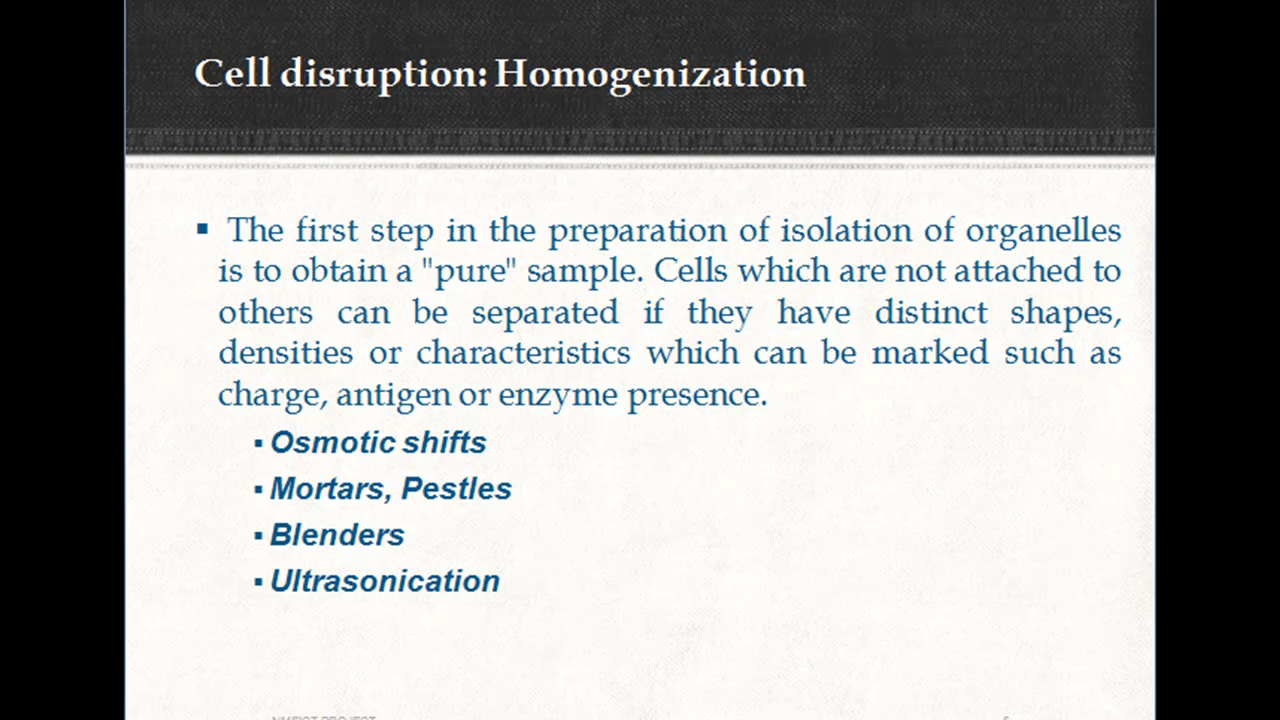 Cell disruption: Homogenization
▪ The first step in the preparation of isolation of organelles
is to obtain a "pure" sample. Cells which are not attached to
others can be separated if they have distinct shapes,
densities or characteristics which can be marked such as
charge, antigen or enzyme presence.
▪ Osmotic shifts
▪ Mortars, Pestles
▪ Blenders
▪ Ultrasonication